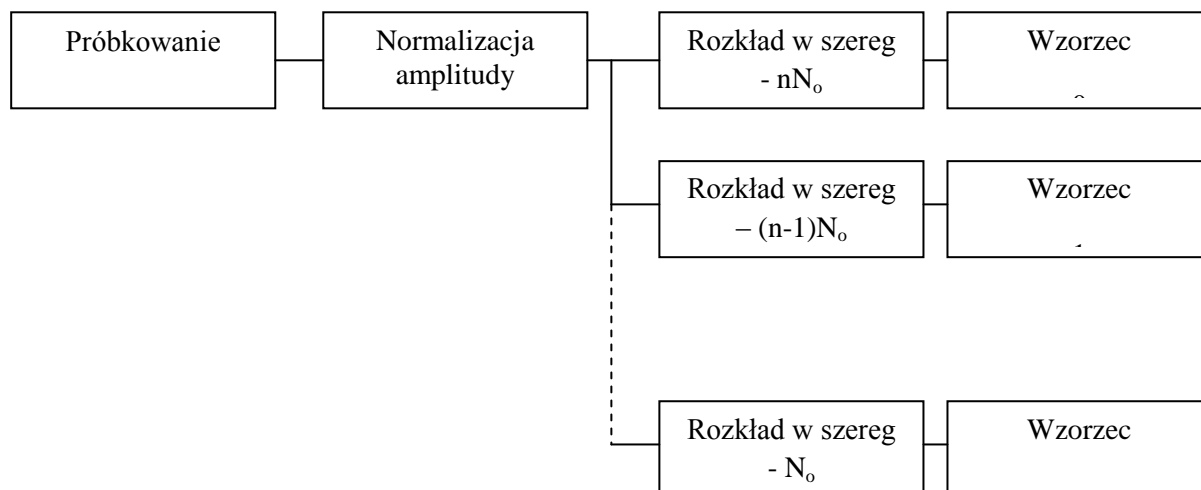 Próbkowanie
Normalizacja
amplitudy
Rozkład w szereg
- nNₒ
Wzorzec
Rozkład w szereg
– (n-1)Nₒ
Wzorzec
Rozkład w szereg
- Nₒ
Wzorzec